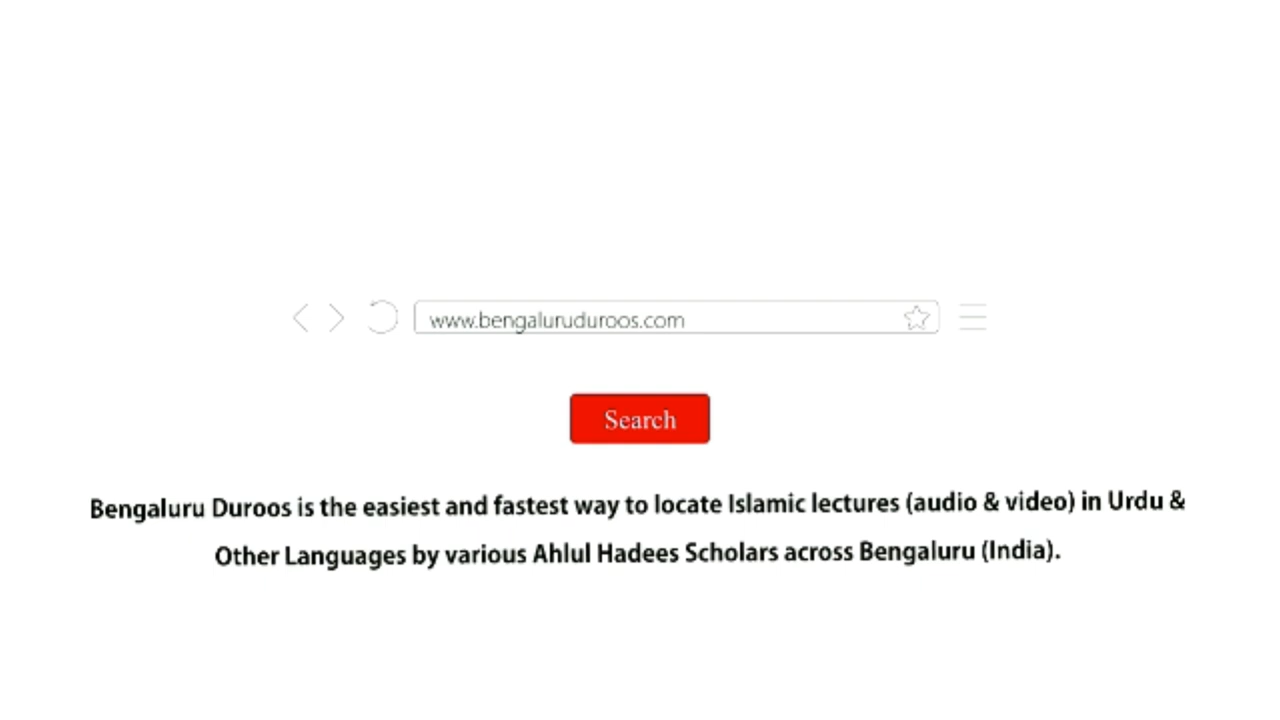 www.bengaluruduroos.com
Search
Bengaluru Duroos is the easiest and fastest way to locate Islamic lectures (audio & video) in Urdu &
Other Languages by various Ahlul Hadees Scholars across Bengaluru (India).